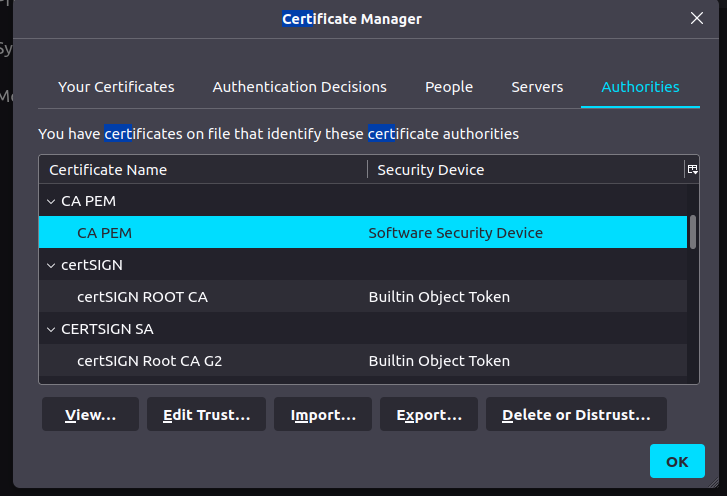 Sy
Certificate Manager
Your Certificates Authentication Decisions People Servers Authorities
You have certificates on file that identify these certificate authorities
Certificate Name Security Device
CA PEM
CA PEM Software Security Device
certSIGN
certSIGN ROOT CA Builtin Object Token
CERTSIGN SA
certSIGN Root CA G2 Builtin Object Token
View... Edit Trust... Import... Export... Delete or Distrust...
OK